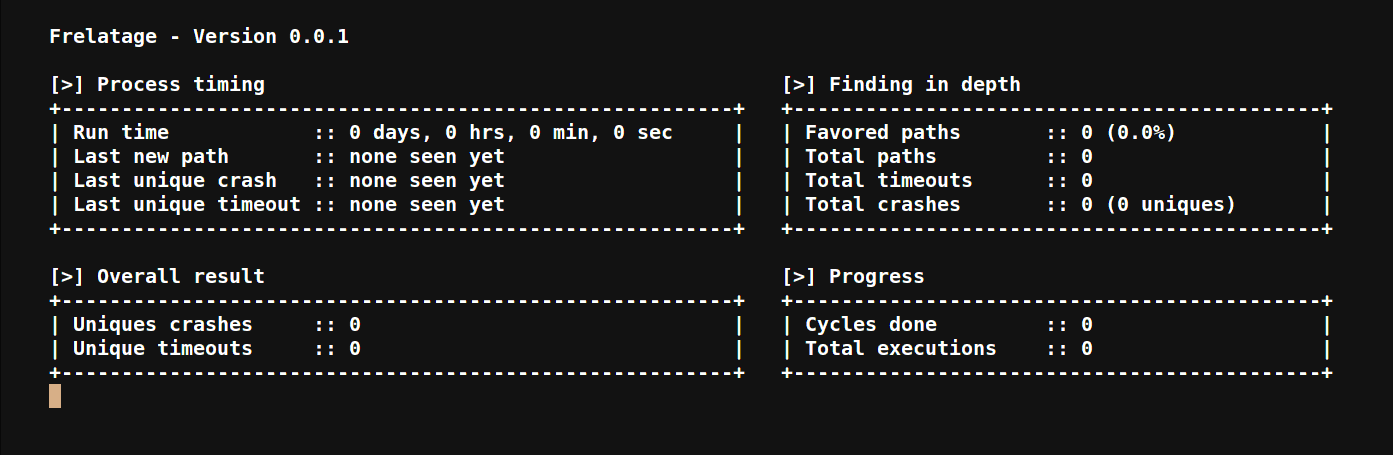 Frelatage - Version 0.0.1
[>] Process timing                                          [>] Finding in depth
+--------------------------------------------------------+   +--------------------------------------------+
| Run time            :: 0 days, 0 hrs, 0 min, 0 sec     |   | Favored paths       :: 0 (0.0%)            |
| Last new path       :: none seen yet                   |   | Total paths         :: 0                   |
| Last unique crash   :: none seen yet                   |   | Total timeouts      :: 0                   |
| Last unique timeout :: none seen yet                   |   | Total crashes       :: 0 (0 uniques)       |
+--------------------------------------------------------+   +--------------------------------------------+
[>] Overall result                                          [>] Progress
+--------------------------------------------------------+   +--------------------------------------------+
| Uniques crashes     :: 0                               |   | Cycles done         :: 0                   |
| Unique timeouts     :: 0                               |   | Total executions    :: 0                   |
+--------------------------------------------------------+   +--------------------------------------------+